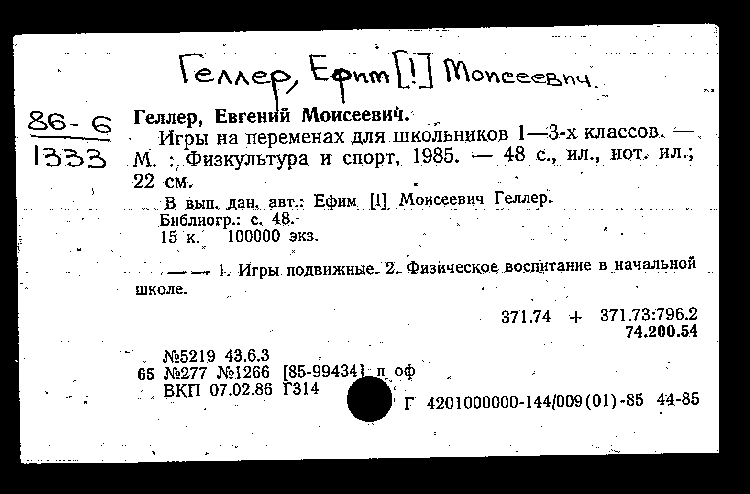 Геллер, Ефим [!] Моисеевич.
86-6
1333
Геллер, Евгений Моисеевич.
Игры на переменах для школьников 1—3-х классов. —
М. : Физкультура и спорт, 1985. — 48 с., ил., нот. ил.;
22 см.
В вып. дан. авт.: Ефим [!] Моисеевич Геллер.
Библиогр.: с. 48.
15 к. 100000 экз.
— — 1. Игры подвижные. 2. Физическое воспитание в начальной
школе.
371.74 + 371.73:796.2
74.200.54
№5219 43.6.3
65 №277 №1266 [85-99434] п оф
ВКП 07.02.86 Г314
Г 4201000000-144/009(01)-85 44-85